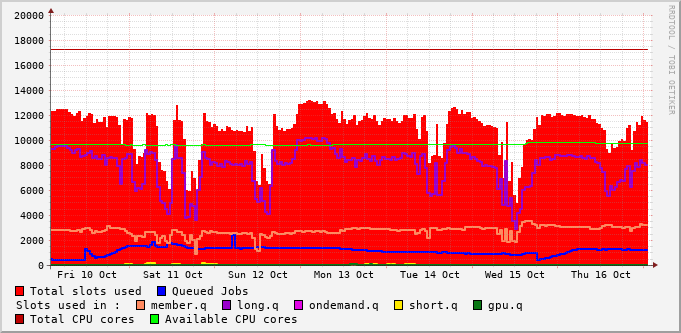 20000
18000
16000
14000
12000
10000
8000
6000
4000
2000
0
Fri 10 Oct Sat 11 Oct Sun 12 Oct Mon 13 Oct Tue 14 Oct Wed 15 Oct Thu 16 Oct
Total slots used Queued Jobs
Slots used in : member.q long.q ondemand.q short.q gpu.q
Total CPU cores Available CPU cores
RRDTOOL / TOBI OETIKER